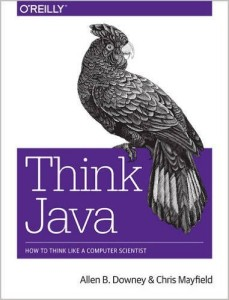 O'REILLY®
Think
Java
HOW TO THINK LIKE A COMPUTER SCIENTIST
Allen B. Downey & Chris Mayfield